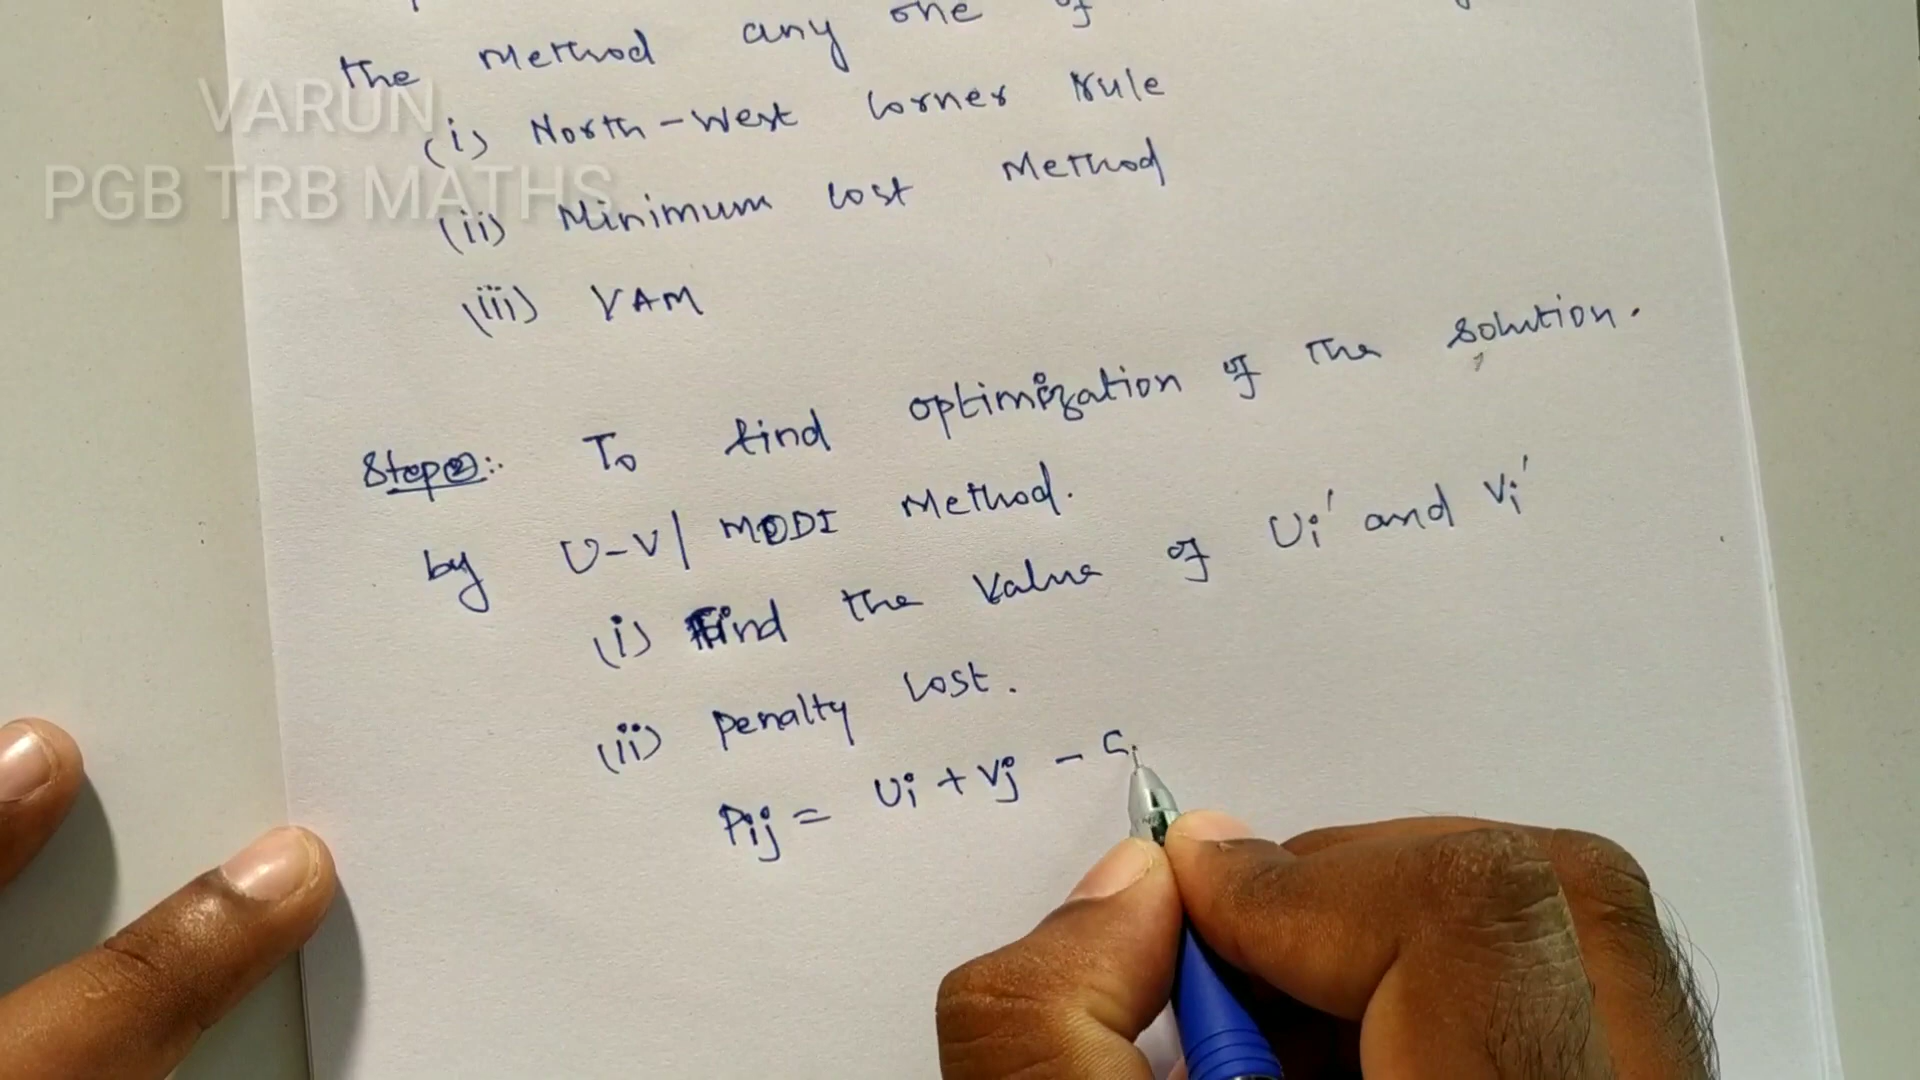 the Method any one of
(i) North-West Corner Rule
(ii) Minimum Cost Method
(iii) VAM
Step②: To find optimization of the solution.
by U-V/ MODI Method.
(i) Find the Value of Ui' and Vi'
(ii) Penalty Cost.
Pij = Ui + Vj - C
VARUN
PGB TRB MATHS